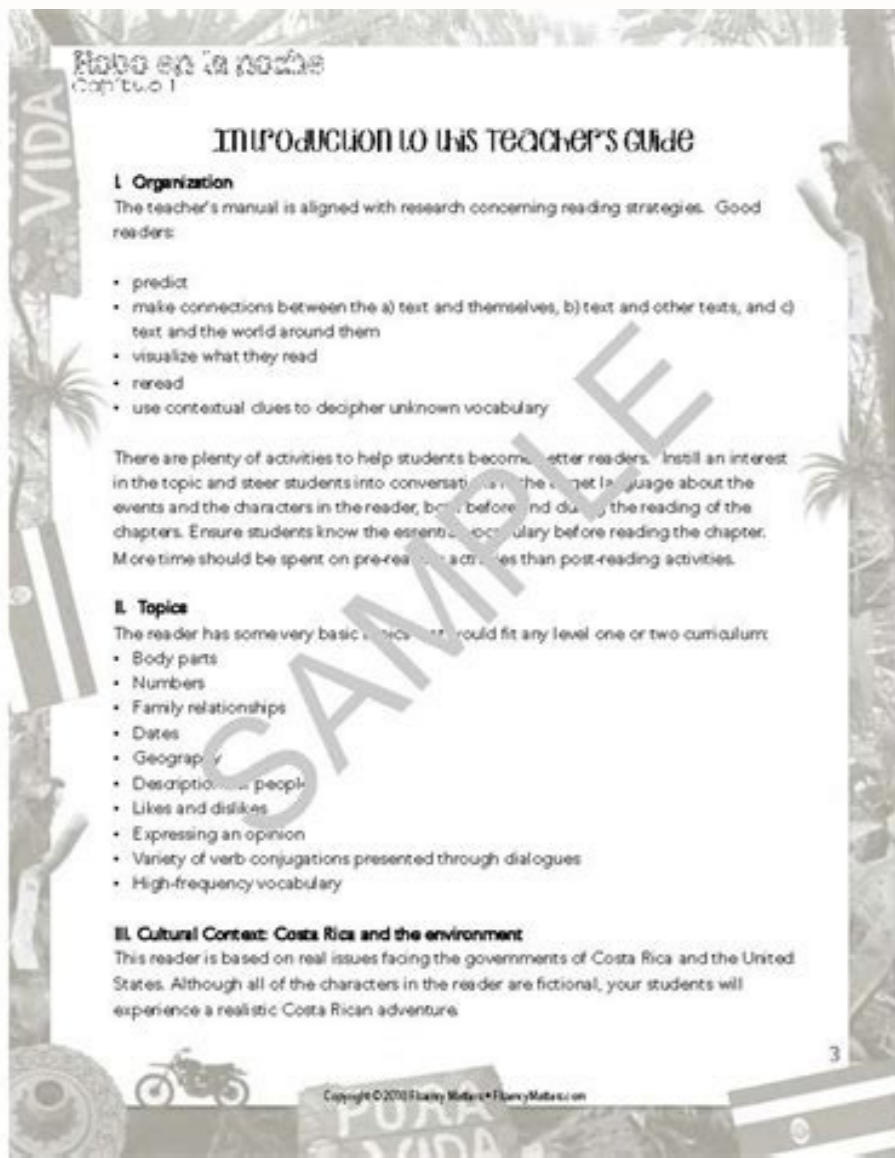 Robo en la noche
Capítulo 1
VIDA
Introduction to this Teacher's Guide
I. Organization
The teacher's manual is aligned with research concerning reading strategies. Good
readers:
• predict
• make connections between the a) text and themselves, b) text and other texts, and c)
text and the world around them
• visualize what they read
• reread
• use contextual clues to decipher unknown vocabulary
There are plenty of activities to help students become better readers. Instill an interest
in the topic and steer students into conversations in the target language about the
events and the characters in the reader, both before and during the reading of the
chapters. Ensure students know the essential vocabulary before reading the chapter.
More time should be spent on pre-reading activities than post-reading activities.
II. Topics
The reader has some very basic topics that would fit any level one or two curriculum:
• Body parts
• Numbers
• Family relationships
• Dates
• Geography
• Description of people
• Likes and dislikes
• Expressing an opinion
• Variety of verb conjugations presented through dialogues
• High-frequency vocabulary
III. Cultural Context: Costa Rica and the environment
This reader is based on real issues facing the governments of Costa Rica and the United
States. Although all of the characters in the reader are fictional, your students will
experience a realistic Costa Rican adventure.
SAMPLE
3
Copyright © 2010 Fluency Matters • FluencyMatters.com
PURA
VIDA